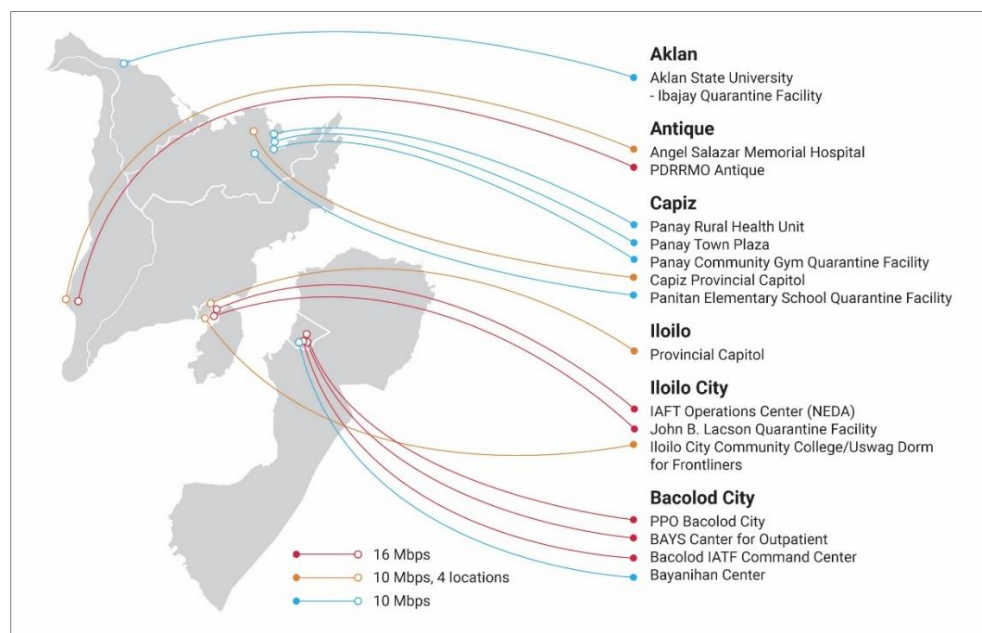 Aklan
Aklan State University
- Ibajay Quarantine Facility
Antique
Angel Salazar Memorial Hospital
PDRRMO Antique
Capiz
Panay Rural Health Unit
Panay Town Plaza
Panay Community Gym Quarantine Facility
Capiz Provincial Capitol
Panitan Elementary School Quarantine Facility
Iloilo
Provincial Capitol
Iloilo City
IAFT Operations Center (NEDA)
John B. Lacson Quarantine Facility
Iloilo City Community College/Uswag Dorm
for Frontliners
Bacolod City
PPO Bacolod City
BAYS Canter for Outpatient
Bacolod IATF Command Center
Bayanihan Center
16 Mbps
10 Mbps, 4 locations
10 Mbps